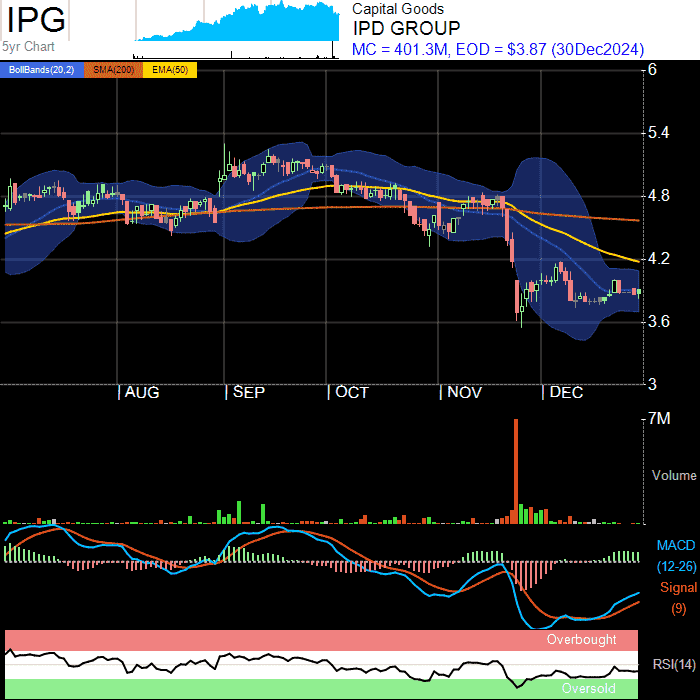 IPG
5yr Chart
Capital Goods
IPD GROUP
MC = 401.3M, EOD = $3.87 (30Dec2024)
BollBands(20,2) SMA(200) EMA(50)
6
5.4
4.8
4.2
3.6
3
AUG SEP OCT NOV DEC
7M
Volume
MACD
(12-26)
Signal
(9)
Overbought
RSI(14)
Oversold